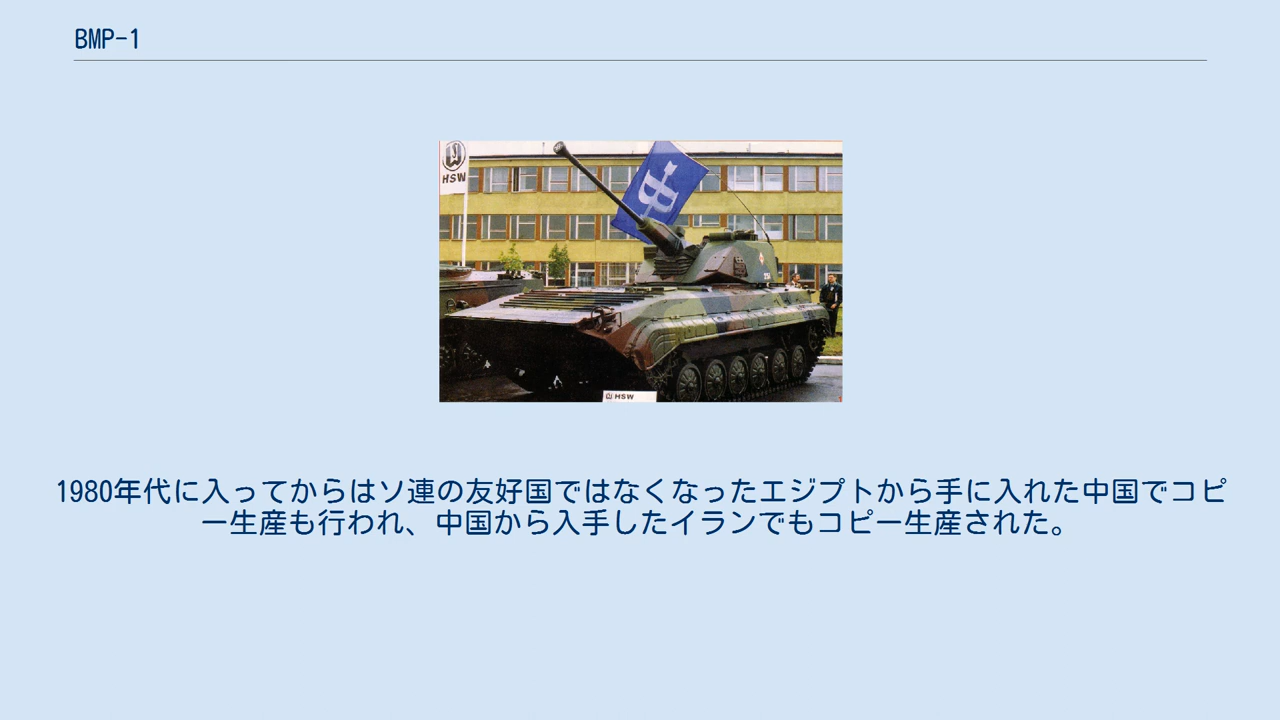 BMP-1
HSW
HSW
1980年代に入ってからはソ連の友好国ではなくなったエジプトから手に入れた中国でコピ
ー生産も行われ、中国から入手したイランでもコピー生産された。